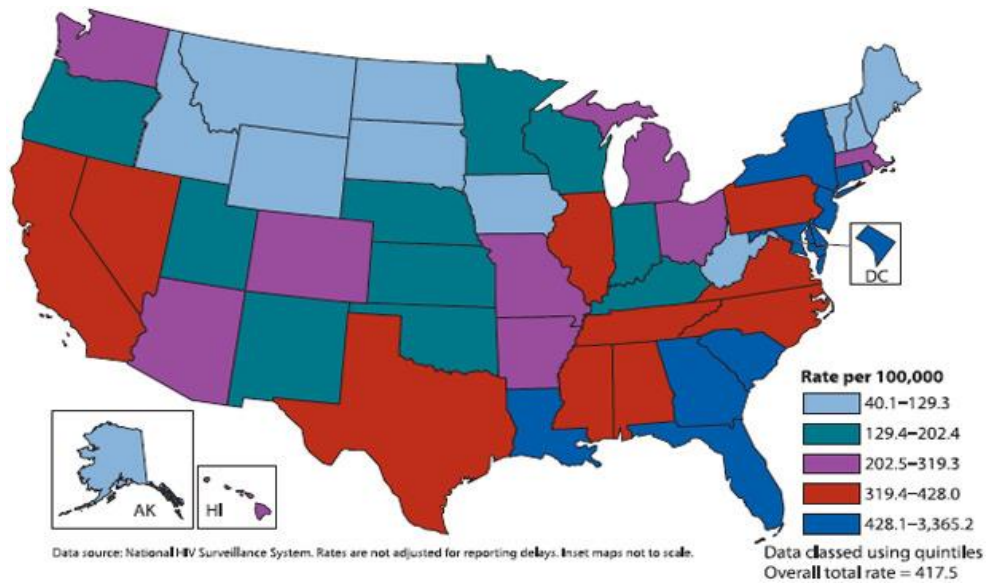 DC
Rate per 100,000
40.1–129.3
129.4–202.4
202.5–319.3
319.4–428.0
428.1–3,365.2
AK
HI
Data source: National HIV Surveillance System. Rates are not adjusted for reporting delays. Inset maps not to scale.
Data classed using quintiles
Overall total rate = 417.5